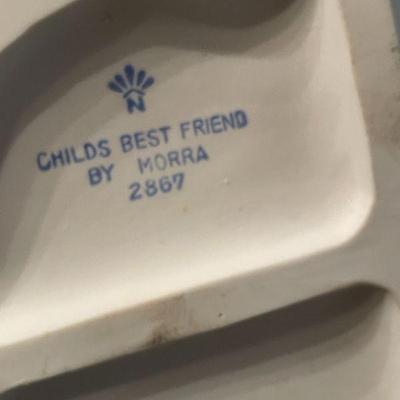 N
CHILDS BEST FRIEND
BY MORRA
2867